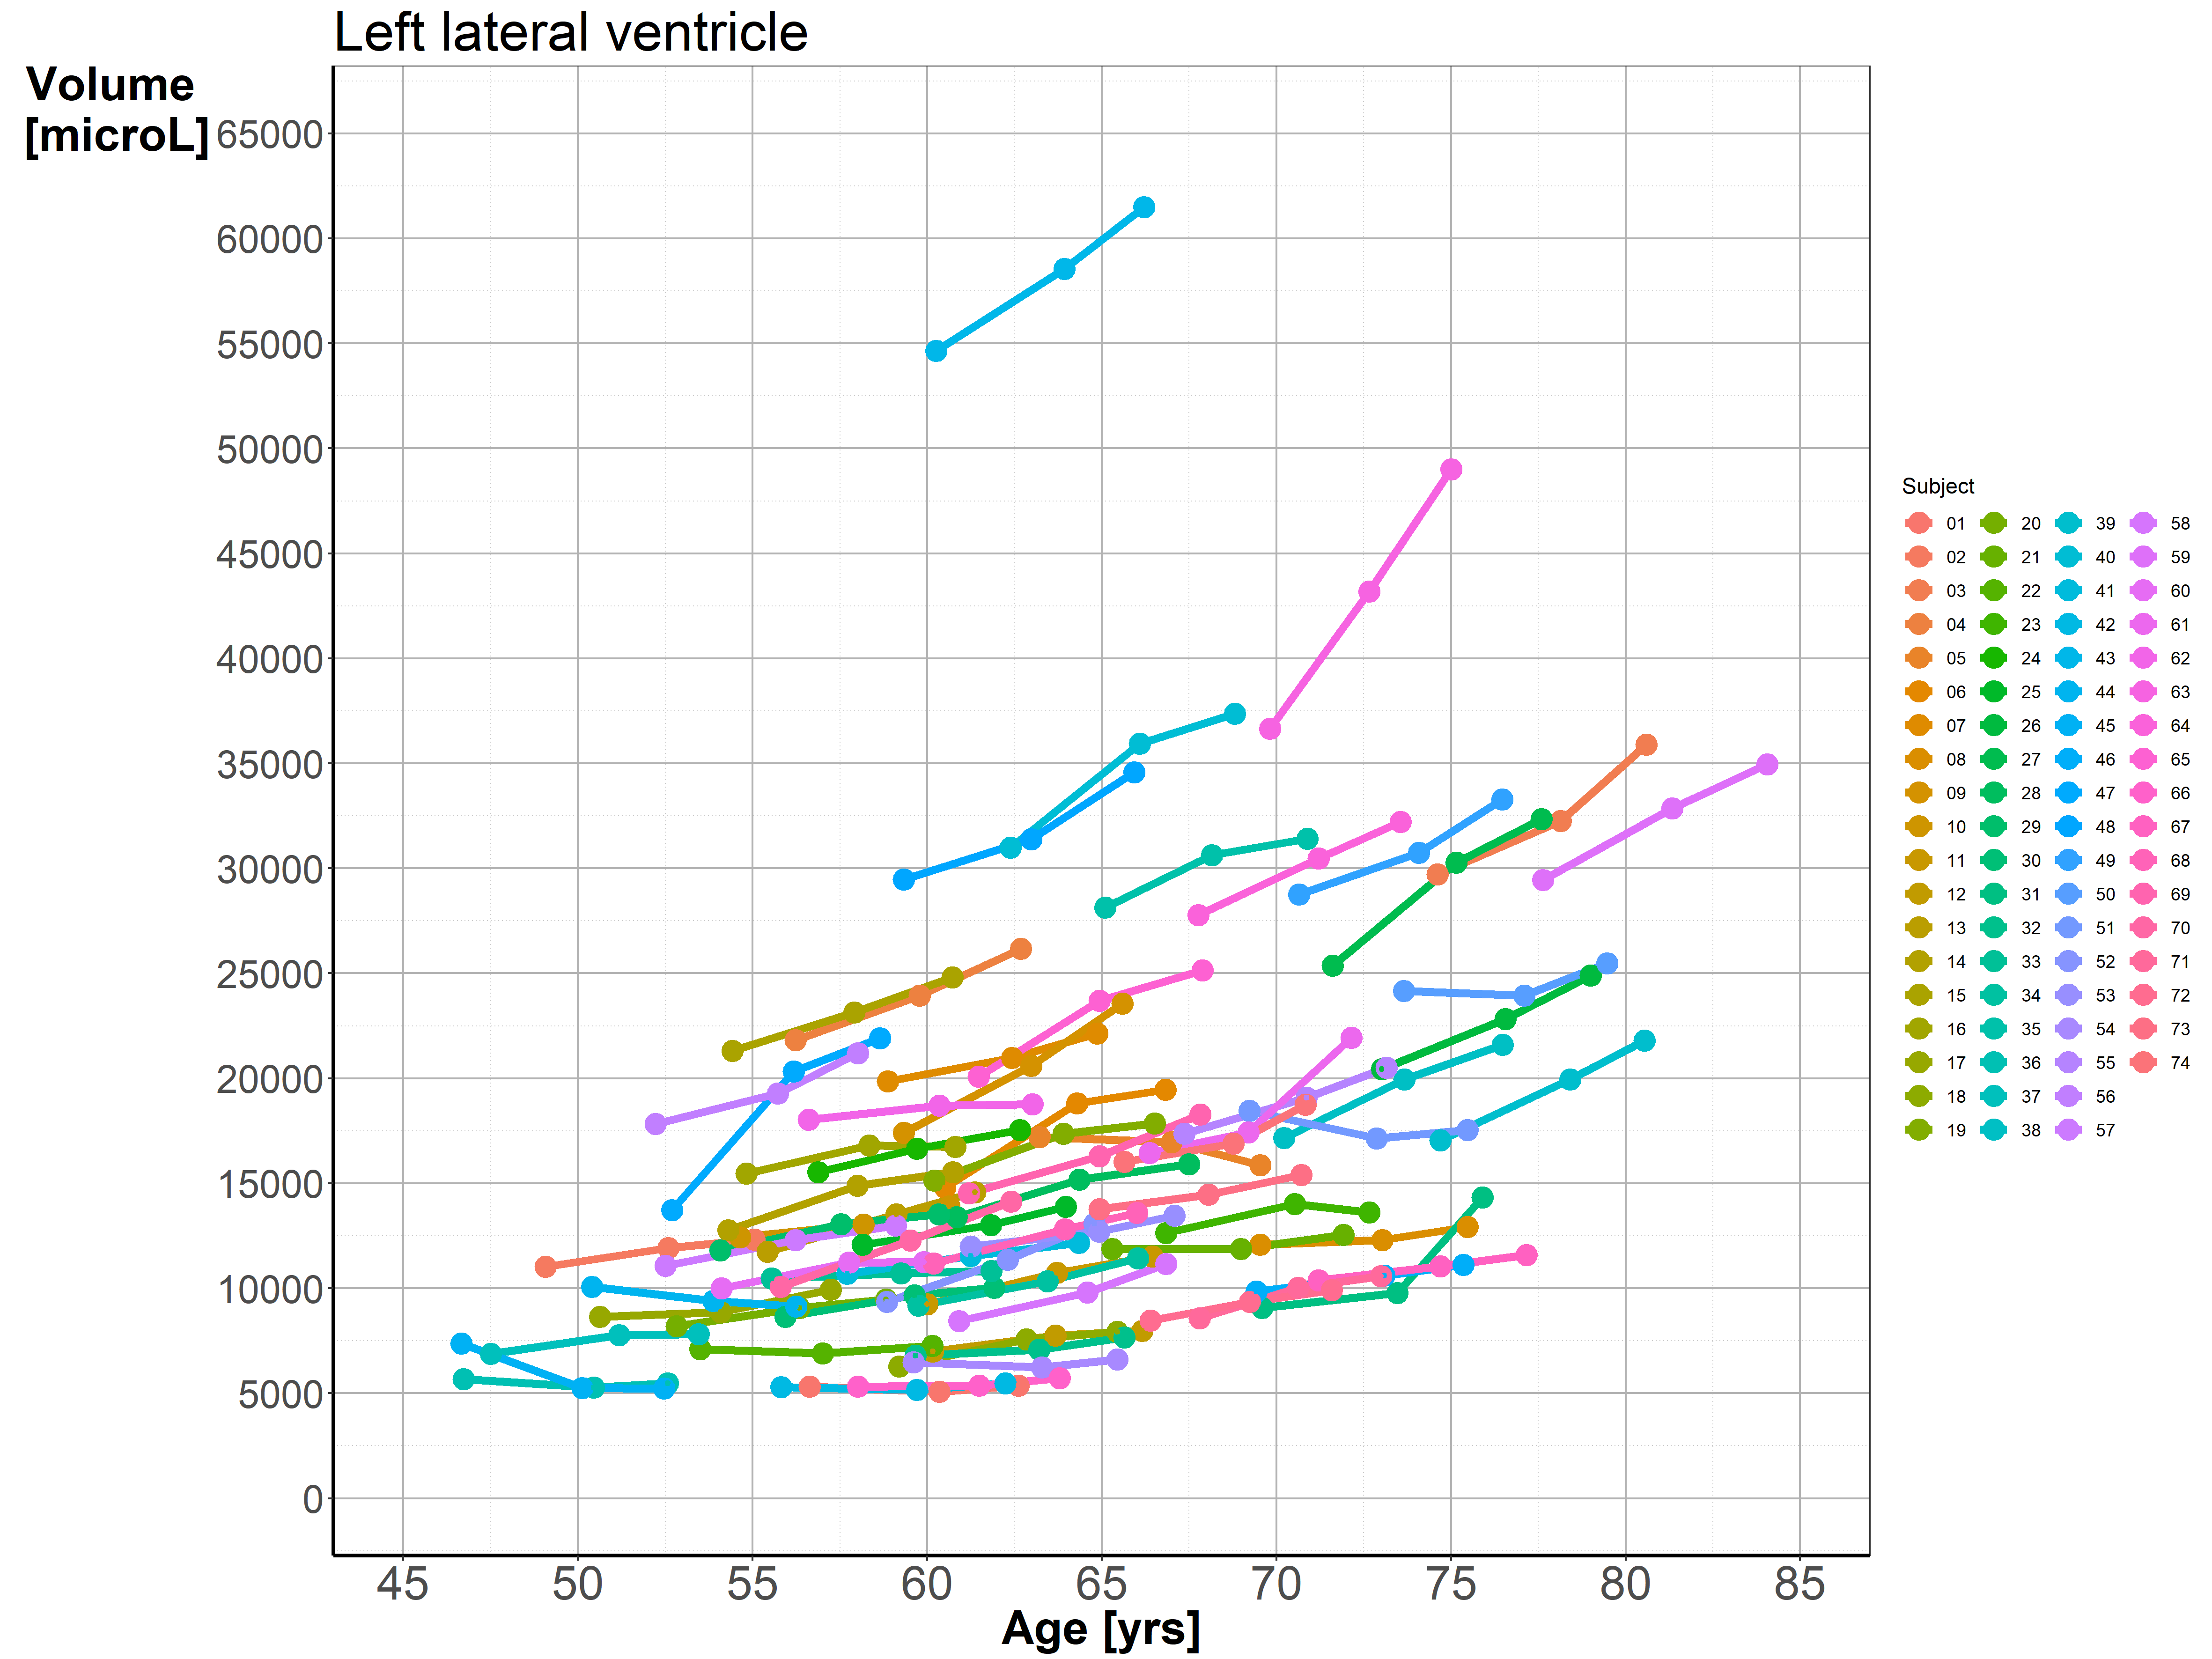 Left lateral ventricle
Volume
[microL]
65000
60000
55000
50000
45000
40000
35000
30000
25000
20000
15000
10000
5000
0
45 50 55 60 65 70 75 80 85
Age [yrs]
Subject
01 20 39 58
02 21 40 59
03 22 41 60
04 23 42 61
05 24 43 62
06 25 44 63
07 26 45 64
08 27 46 65
09 28 47 66
10 29 48 67
11 30 49 68
12 31 50 69
13 32 51 70
14 33 52 71
15 34 53 72
16 35 54 73
17 36 55 74
18 37 56
19 38 57